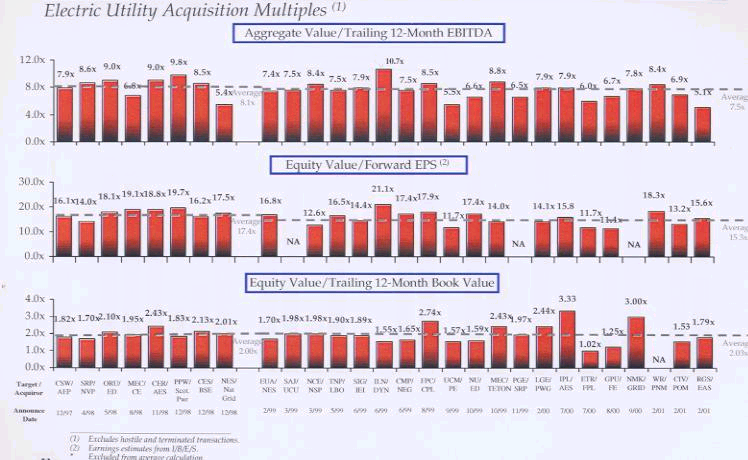 Electric Utility Acquisition Multiples (1)
Aggregate Value/Trailing 12-Month EBITDA
12.0x
8.0x
4.0x
0.0x
7.9x 8.6x 9.0x 6.8x 9.0x 9.8x 8.5x 5.4x
Average
8.1x
7.4x 7.5x 8.4x 7.5x 7.9x 10.7x 7.5x 8.5x 5.5x 6.6x 8.8x 6.5x 7.9x 7.9x 6.0x 6.7x 7.8x 8.4x 6.9x 5.1x
Averag
7.5x
Equity Value/Forward EPS (2)
30.0x
20.0x
10.0x
0.0x
16.1x 14.0x 18.1x 19.1x 18.8x 19.7x 16.2x 17.5x
Average
17.4x
16.8x NA 12.6x 16.5x 14.4x 21.1x 17.4x 17.9x 11.7x 17.4x 14.0x NA 14.1x 15.8 11.7x 11.4x NA 18.3x 13.2x 15.6x
Averag
15.3x
Equity Value/Trailing 12-Month Book Value
4.0x
3.0x
2.0x
1.0x
0.0x
1.82x 1.70x 2.10x 1.95x 2.43x 1.83x 2.13x 2.01x
Average
2.00x
1.70x 1.98x 1.98x 1.90x 1.89x 1.55x 1.65x 2.74x 1.57x 1.59x 2.43x 1.97x 2.44x 3.33 1.02x 1.25x 3.00x NA 1.53 1.79x
Averag
2.03x
Target / CSW/ SRP/ ORU/ MEC/ CER/ PPW/ CES/ NES/ EUA/ SAJ/ NCE/ TNP/ SIG/ ILN/ CMP/ FPC/ UCM/ NU/ MEC/ PGE/ LGE/ IPL/ ETR/ GPU/ NMK/ WR/ CIV/ RGS/
Acquiror AEP NVP ED CE AES Scot. BSE Nat NES UCU NSP LBO IEI DYN NEG CPL PE ED TETON SRP PWG AES FPL FE GRID PNM POM EAS
Pwr Grid
Announce 12/97 4/98 5/98 8/98 11/98 12/98 12/98 12/98 2/99 3/99 3/99 5/99 6/99 6/99 6/99 8/99 9/99 10/99 10/99 11/99 2/00 7/00 7/00 8/00 9/00 2/01 2/01 2/01
Date
(1) Excludes hostile and terminated transactions.
(2) Earnings estimates from I/B/E/S.
* Excluded from average calculation.